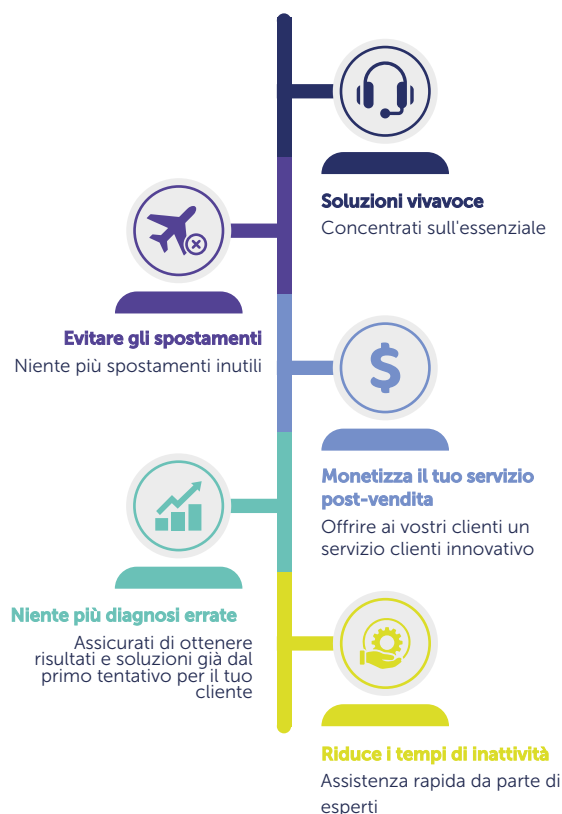 Soluzioni vivavoce
Concentrati sull'essenziale
Evitare gli spostamenti
Niente più spostamenti inutili
$
Monetizza il tuo servizio
post-vendita
Offrire ai vostri clienti un
servizio clienti innovativo
Niente più diagnosi errate
Assicurati di ottenere
risultati e soluzioni già dal
primo tentativo per il tuo
cliente
Riduce i tempi di inattività
Assistenza rapida da parte di
esperti